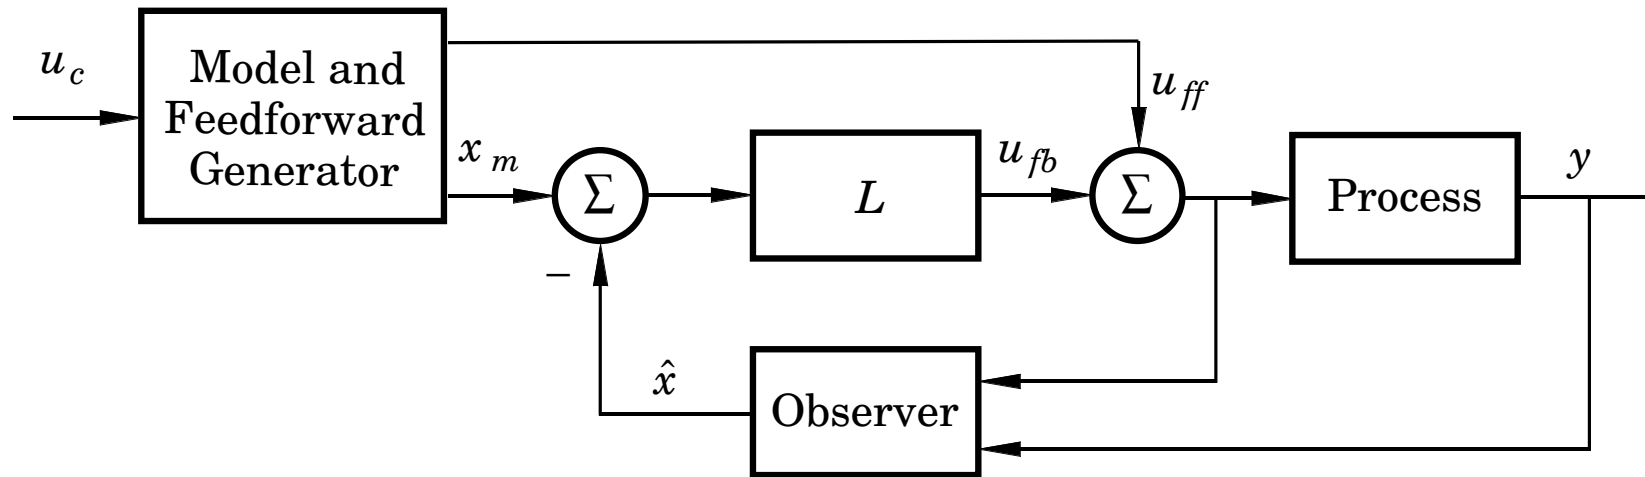 u_c
Model and
Feedforward
Generator
u_ff
x_m
Σ
L
u_fb
Σ
Process
y
−
x̂
Observer